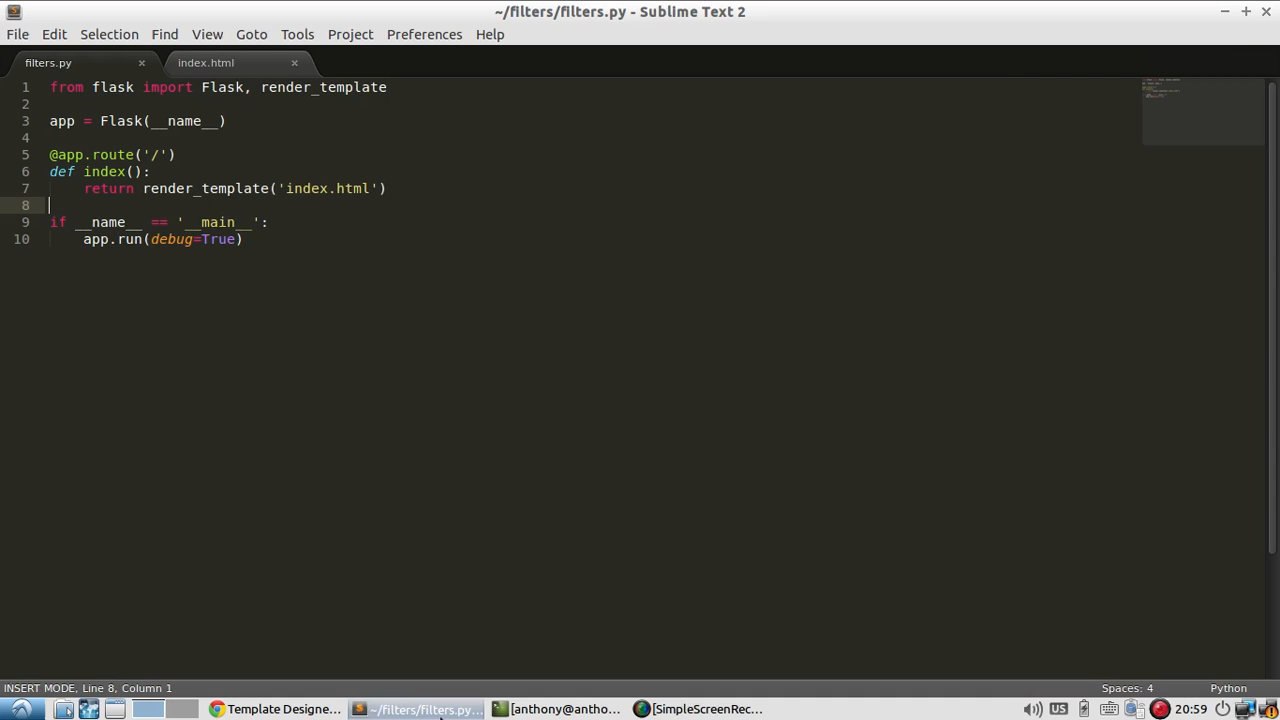 ~/filters/filters.py - Sublime Text 2
File Edit Selection Find View Goto Tools Project Preferences Help
filters.py index.html
1 from flask import Flask, render_template
2
3 app = Flask(__name__)
4
5 @app.route('/')
6 def index():
7 return render_template('index.html')
8
9 if __name__ == '__main__':
10 app.run(debug=True)
INSERT MODE, Line 8, Column 1 Spaces: 4 Python
Template Designe... ~/filters/filters.py... [anthony@antho... [SimpleScreenRec... US 20:59